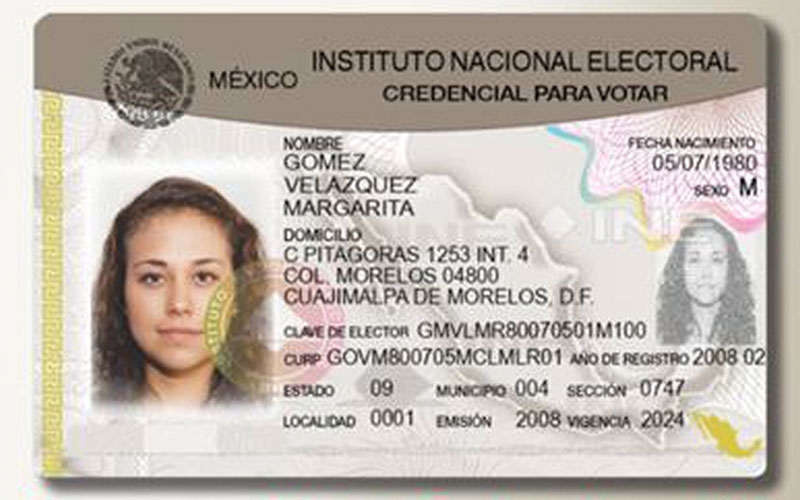 MÉXICO
INSTITUTO NACIONAL ELECTORAL
CREDENCIAL PARA VOTAR
NOMBRE
GOMEZ
VELAZQUEZ
MARGARITA
FECHA NACIMIENTO
05/07/1980
SEXO M
DOMICILIO
C PITAGORAS 1253 INT. 4
COL. MORELOS 04800
CUAJIMALPA DE MORELOS, D.F.
CLAVE DE ELECTOR GMVLMR80070501M100
CURP GOVM800705MCLMLR01 AÑO DE REGISTRO 2008 02
ESTADO 09 MUNICIPIO 004 SECCIÓN 0747
LOCALIDAD 0001 EMISIÓN 2008 VIGENCIA 2024
INE
INSTITUTO